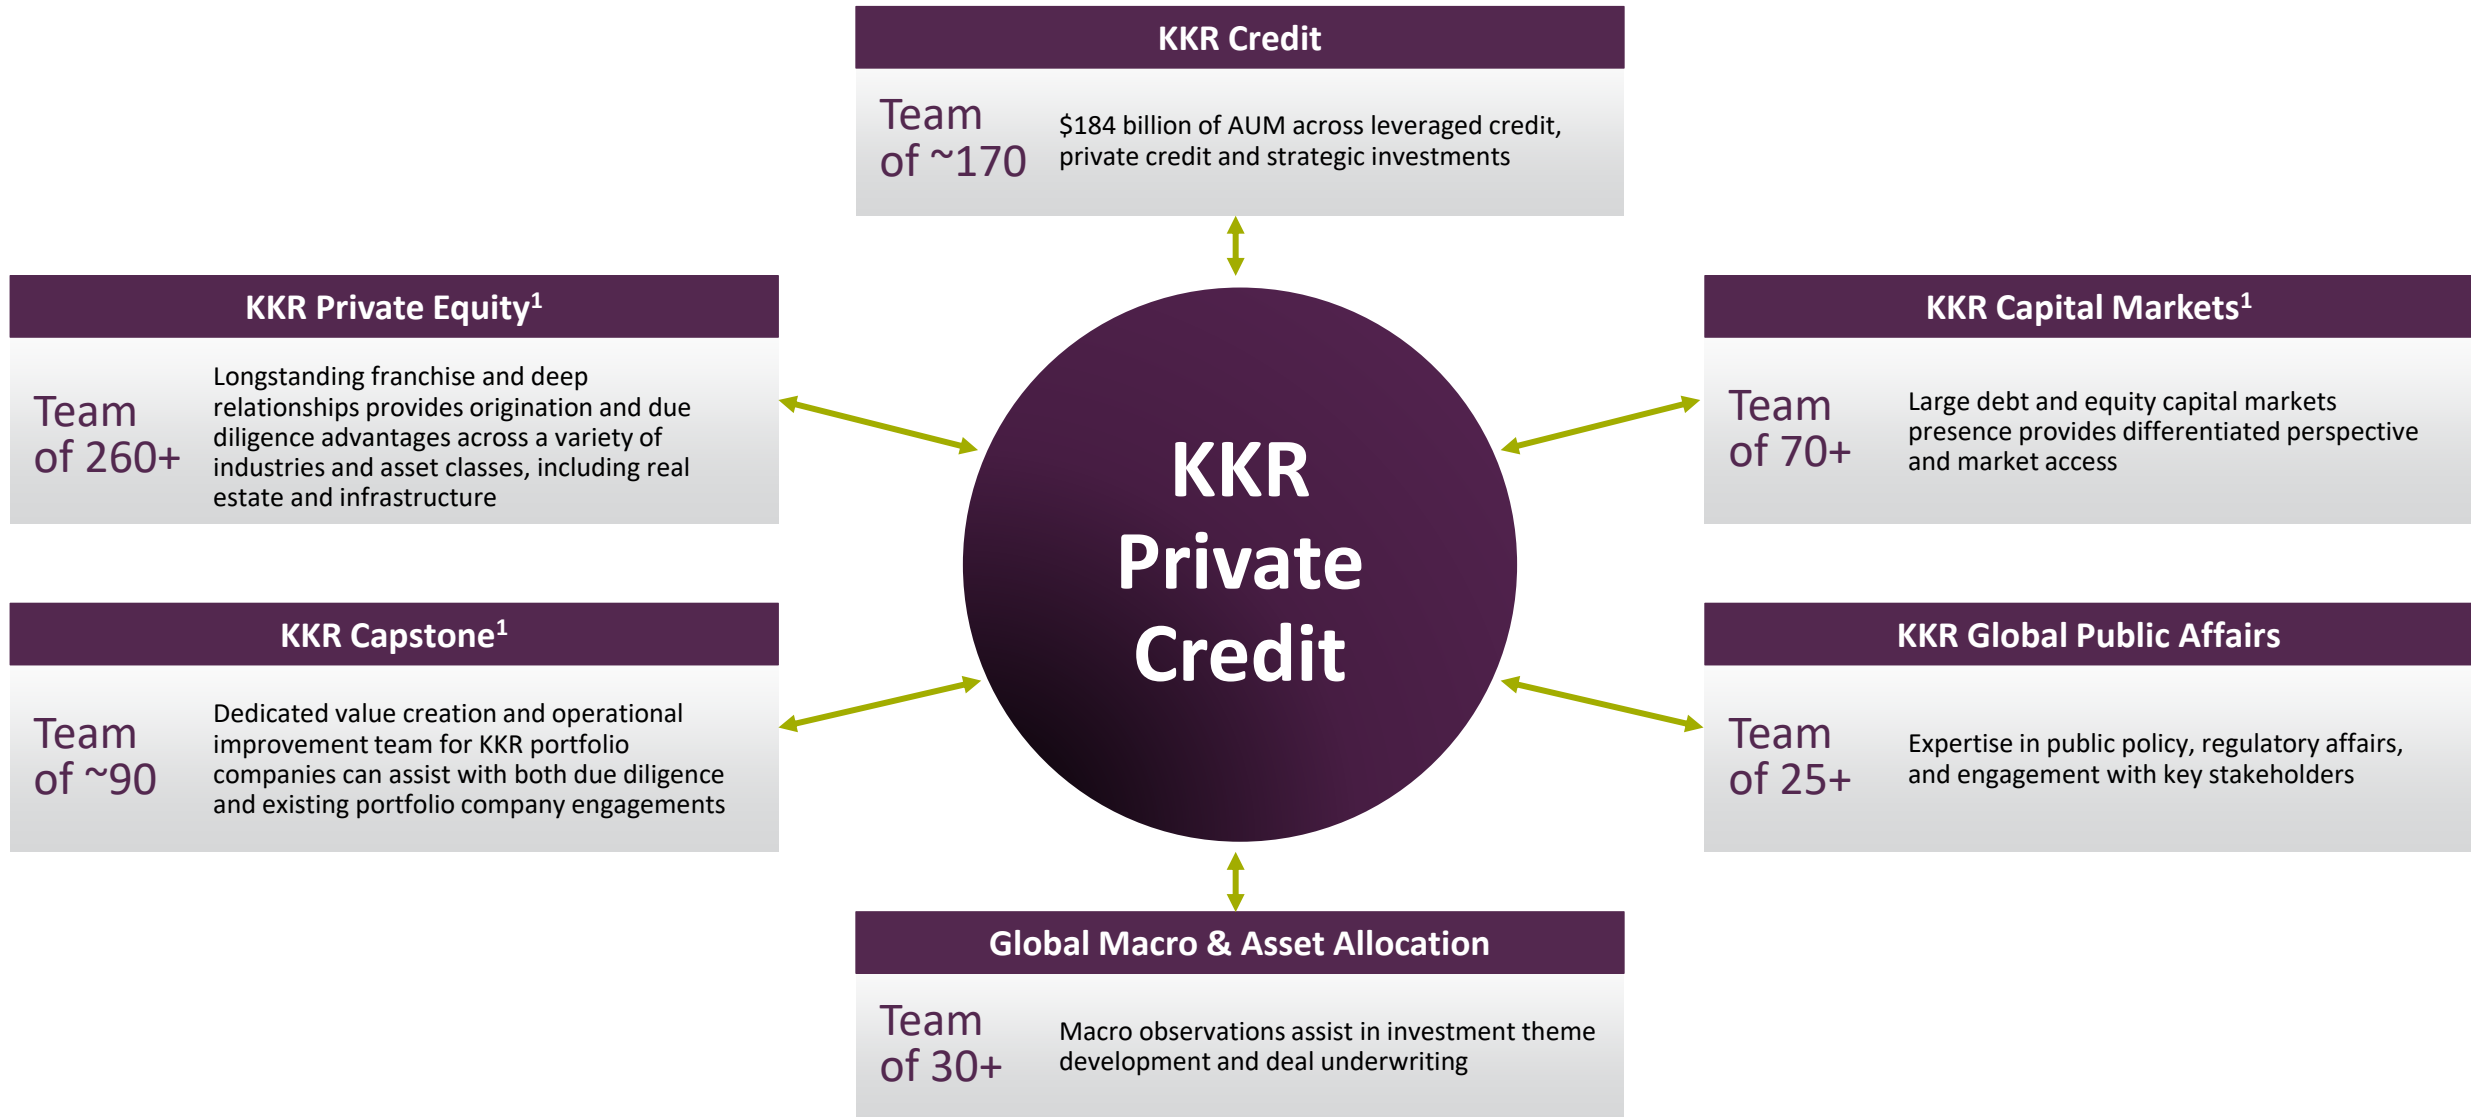 KKR Credit
Team
of ~170
$184 billion of AUM across leveraged credit,
private credit and strategic investments
KKR Private Equity¹
Team
of 260+
Longstanding franchise and deep
relationships provides origination and due
diligence advantages across a variety of
industries and asset classes, including real
estate and infrastructure
KKR Capital Markets¹
Team
of 70+
Large debt and equity capital markets
presence provides differentiated perspective
and market access
KKR
Private
Credit
KKR Capstone¹
Team
of ~90
Dedicated value creation and operational
improvement team for KKR portfolio
companies can assist with both due diligence
and existing portfolio company engagements
KKR Global Public Affairs
Team
of 25+
Expertise in public policy, regulatory affairs,
and engagement with key stakeholders
Global Macro & Asset Allocation
Team
of 30+
Macro observations assist in investment theme
development and deal underwriting